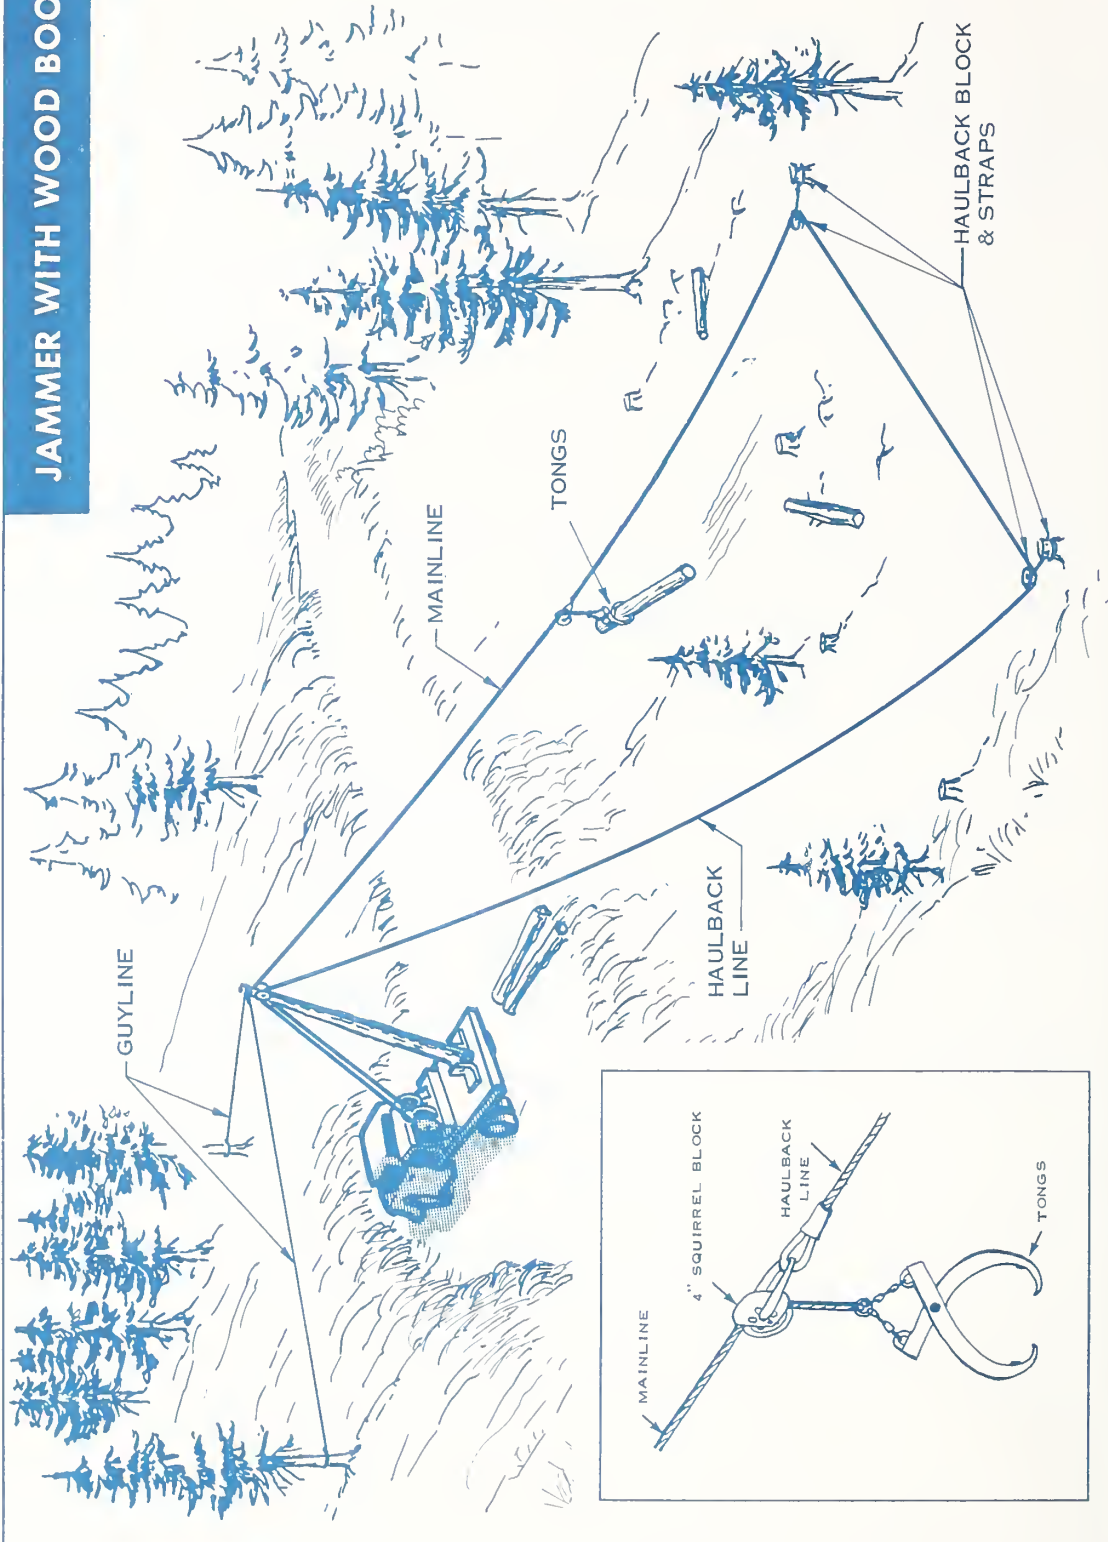 JAMMER WITH WOOD BOO
GUYLINE
MAINLINE
TONGS
HAULBACK
LINE
HAULBACK BLOCK
& STRAPS
MAINLINE
4" SQUIRREL BLOCK
HAULBACK
LINE
TONGS